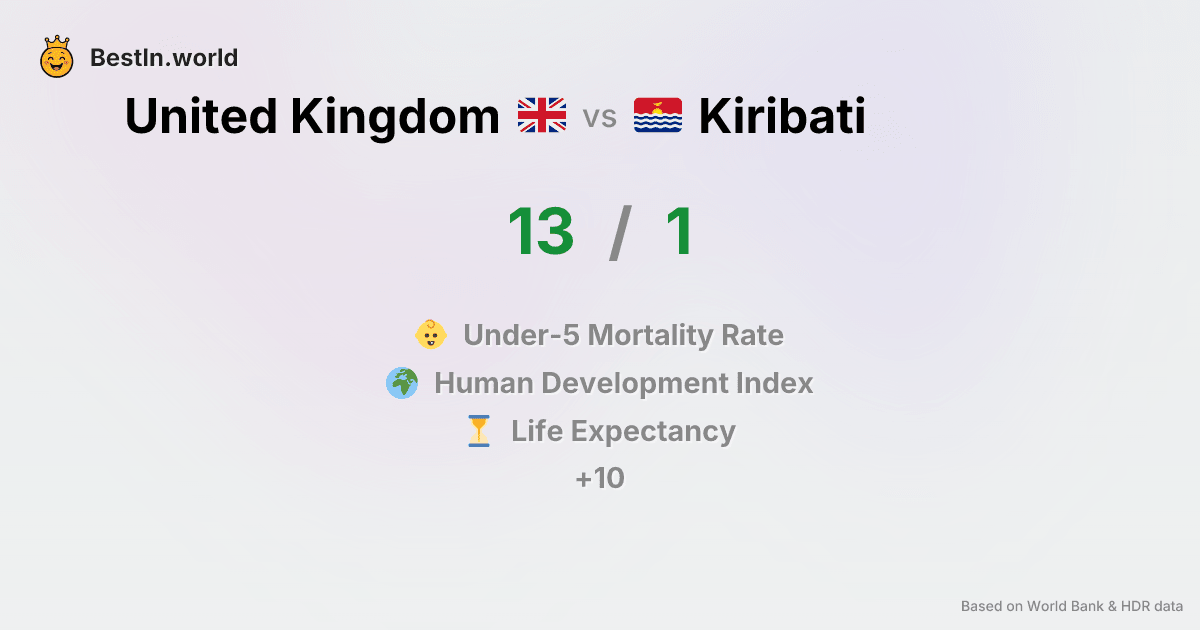 BestIn.world
United Kingdom vs Kiribati
13 / 1
Under-5 Mortality Rate
Human Development Index
Life Expectancy
+10
Based on World Bank & HDR data